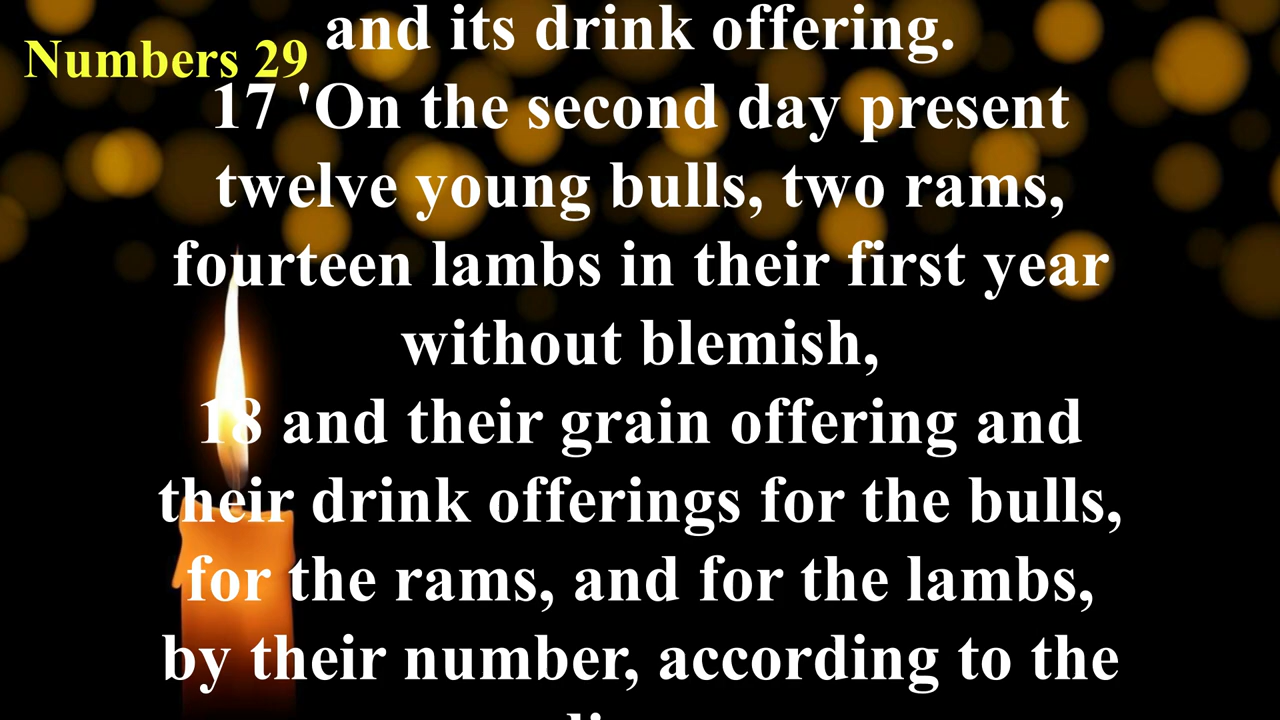 and its drink offering.
Numbers 29
17 'On the second day present
twelve young bulls, two rams,
fourteen lambs in their first year
without blemish,
18 and their grain offering and
their drink offerings for the bulls,
for the rams, and for the lambs,
by their number, according to the